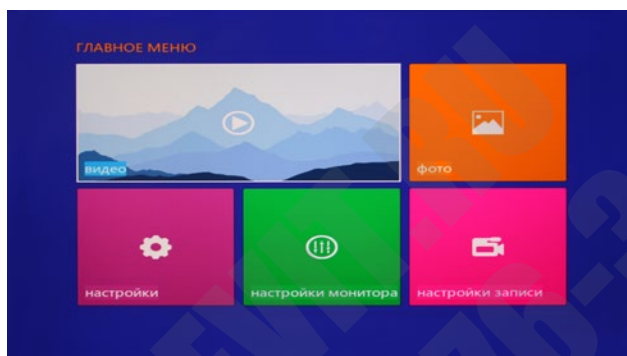 ГЛАВНОЕ МЕНЮ
видео
фото
настройки
настройки монитора
настройки записи